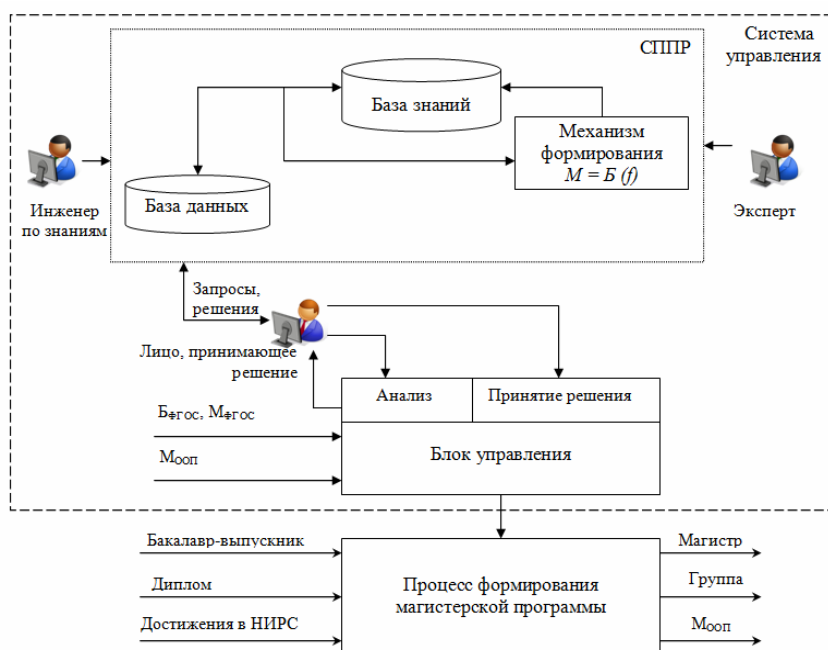 Система
управления
СППР
База знаний
Механизм
формирования
М = Б (f)
База данных
Инженер
по знаниям
Эксперт
Запросы,
решения
Лицо, принимающее
решение
Анализ
Принятие решения
БФГОС, МФГОС
Блок управления
МООП
Бакалавр-выпускник
Диплом
Достижения в НИРС
Процесс формирования
магистерской программы
Магистр
Группа
МООП